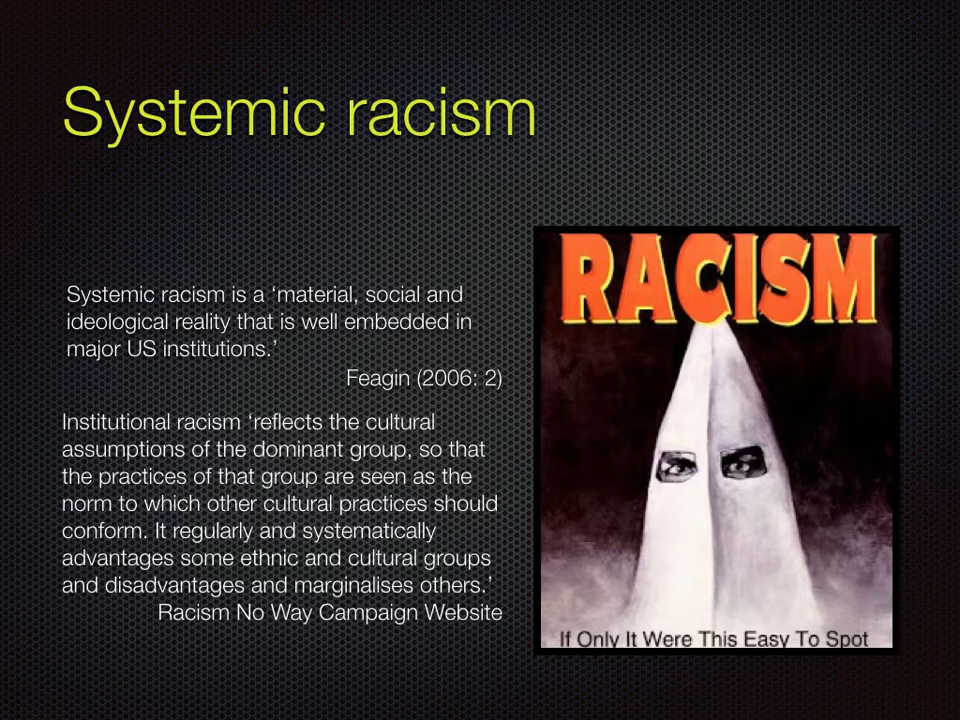 Systemic racism
Systemic racism is a ‘material, social and
ideological reality that is well embedded in
major US institutions.’
Feagin (2006: 2)
Institutional racism ‘reflects the cultural
assumptions of the dominant group, so that
the practices of that group are seen as the
norm to which other cultural practices should
conform. It regularly and systematically
advantages some ethnic and cultural groups
and disadvantages and marginalises others.’
Racism No Way Campaign Website
RACISM
If Only It Were This Easy To Spot